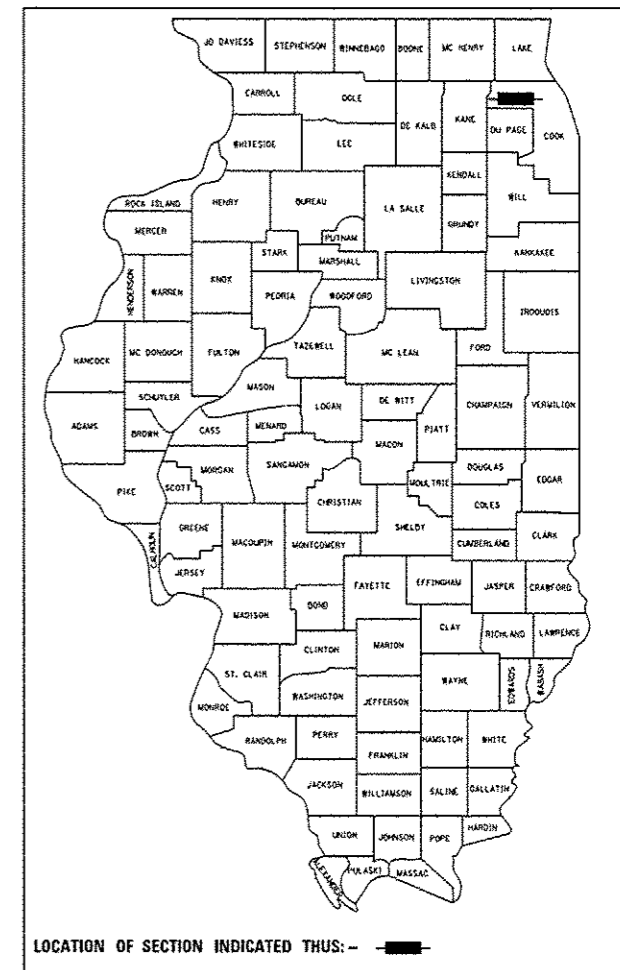 JO DAVIESS STEPHENSON WINNEBAGO BOONE MC HENRY LAKE
CARROLL OGLE DE KALB KANE DU PAGE COOK
WHITESIDE LEE KENDALL
ROCK ISLAND HENRY BUREAU LA SALLE GRUNDY WILL
MERCER PUTNAM KANKAKEE
HENDERSON WARREN KNOX STARK MARSHALL LIVINGSTON
PEORIA WOODFORD IROQUOIS
HANCOCK MC DONOUGH FULTON TAZEWELL MC LEAN FORD
SCHUYLER MASON LOGAN DE WITT CHAMPAIGN VERMILION
ADAMS BROWN CASS MENARD MACON PIATT
MORGAN SANGAMON DOUGLAS EDGAR
PIKE SCOTT CHRISTIAN MOULTRIE COLES
GREENE MACOUPIN MONTGOMERY SHELBY CUMBERLAND CLARK
CALHOUN JERSEY FAYETTE EFFINGHAM JASPER CRAWFORD
MADISON BOND CLAY RICHLAND LAWRENCE
CLINTON MARION
ST. CLAIR WASHINGTON JEFFERSON WAYNE EDWARDS WABASH
MONROE
RANDOLPH PERRY FRANKLIN HAMILTON WHITE
JACKSON WILLIAMSON SALINE GALLATIN
UNION JOHNSON POPE HARDIN
ALEXANDER PULASKI MASSAC
LOCATION OF SECTION INDICATED THUS: -